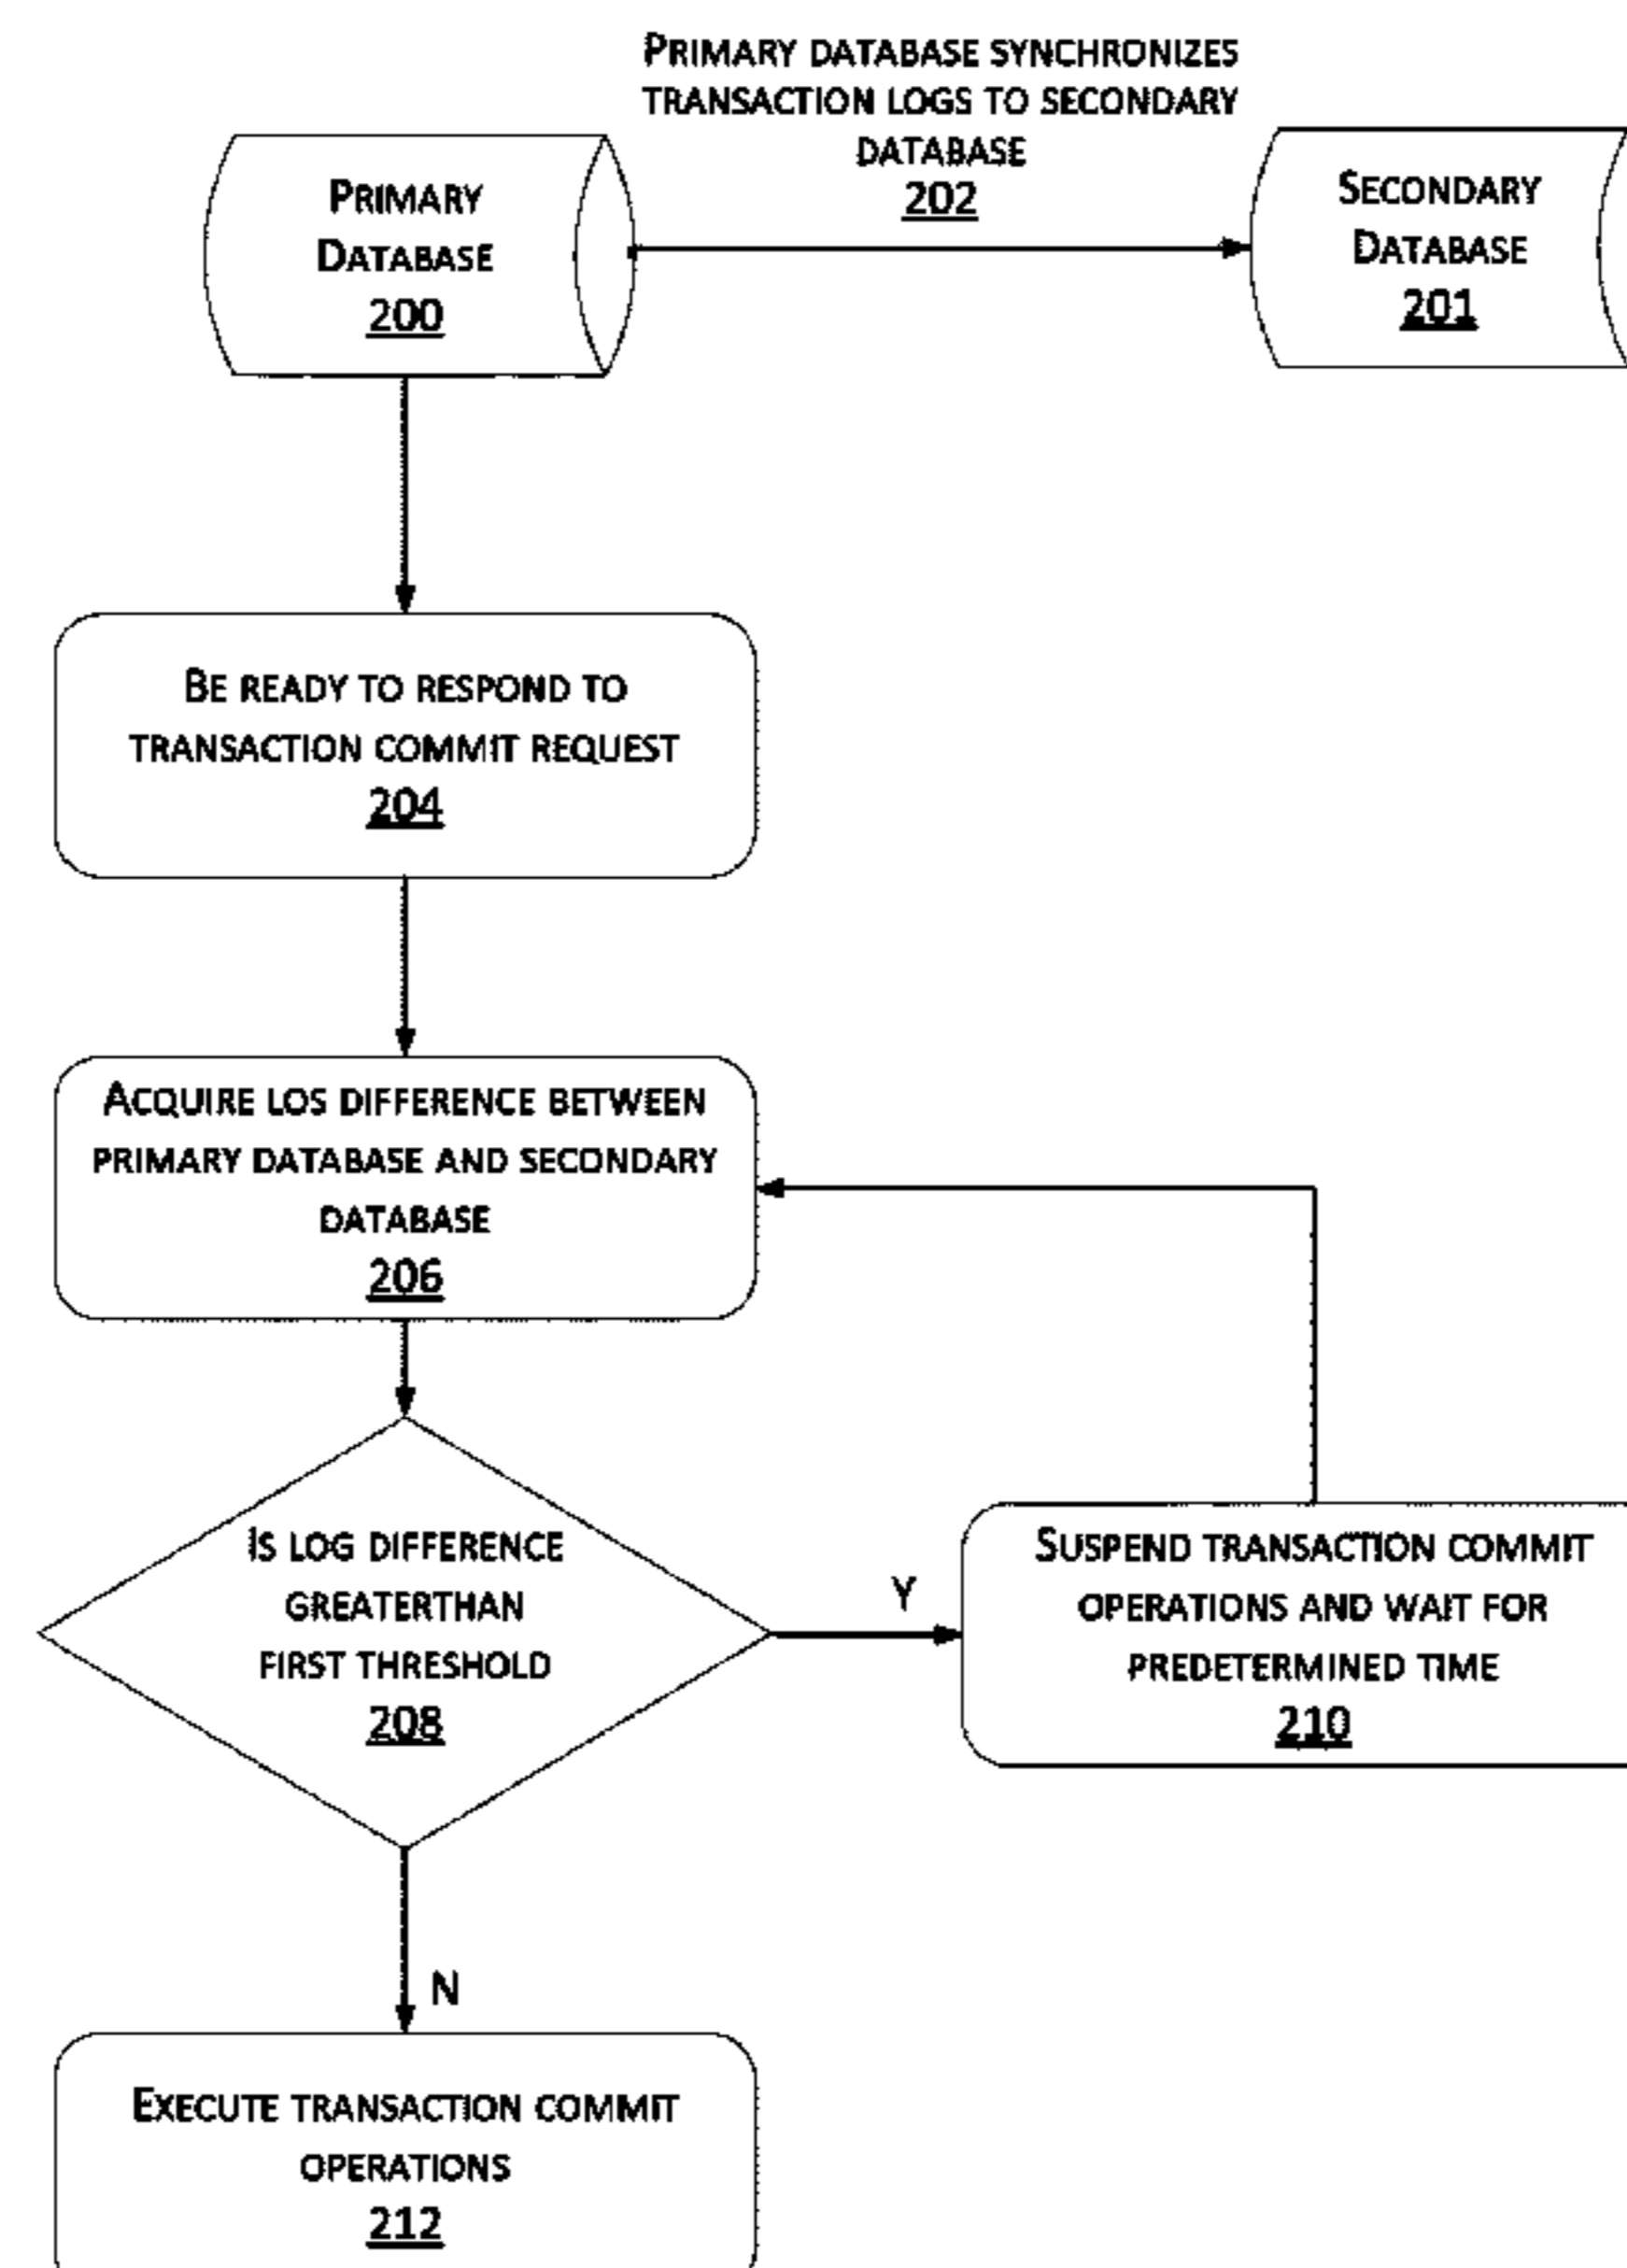 PRIMARY DATABASE SYNCHRONIZES
TRANSACTION LOGS TO SECONDARY
DATABASE
202
PRIMARY
DATABASE
200
SECONDARY
DATABASE
201
BE READY TO RESPOND TO
TRANSACTION COMMIT REQUEST
204
ACQUIRE LOS DIFFERENCE BETWEEN
PRIMARY DATABASE AND SECONDARY
DATABASE
206
IS LOG DIFFERENCE
GREATERTHAN
FIRST THRESHOLD
208
Y
SUSPEND TRANSACTION COMMIT
OPERATIONS AND WAIT FOR
PREDETERMINED TIME
210
N
EXECUTE TRANSACTION COMMIT
OPERATIONS
212